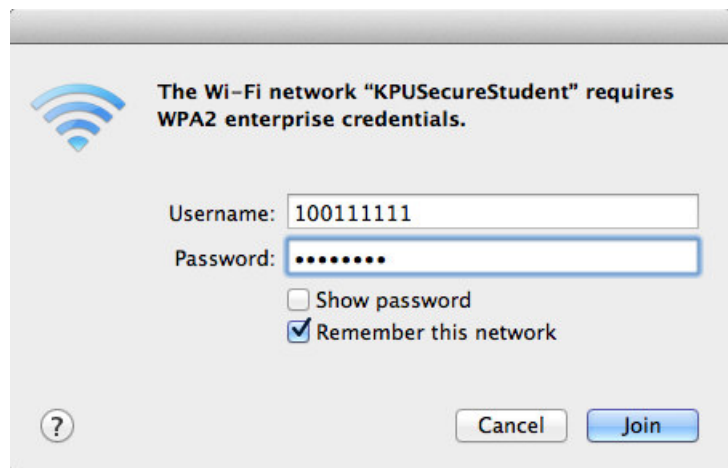 The Wi-Fi network “KPUSecureStudent” requires
WPA2 enterprise credentials.
Username: 100111111
Password: ••••••••
Show password
Remember this network
? Cancel Join